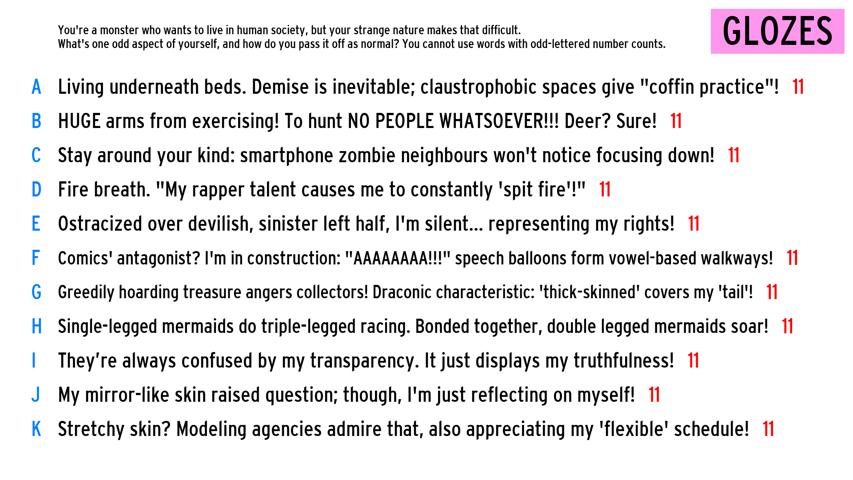 You're a monster who wants to live in human society, but your strange nature makes that difficult.
What's one odd aspect of yourself, and how do you pass it off as normal? You cannot use words with odd-lettered number counts.
GLOZES
A Living underneath beds. Demise is inevitable; claustrophobic spaces give "coffin practice"! 11
B HUGE arms from exercising! To hunt NO PEOPLE WHATSOEVER!!! Deer? Sure! 11
C Stay around your kind: smartphone zombie neighbours won't notice focusing down! 11
D Fire breath. "My rapper talent causes me to constantly 'spit fire'!" 11
E Ostracized over devilish, sinister left half, I'm silent... representing my rights! 11
F Comics' antagonist? I'm in construction: "AAAAAAAA!!!" speech balloons form vowel-based walkways! 11
G Greedily hoarding treasure angers collectors! Draconic characteristic: 'thick-skinned' covers my 'tail'! 11
H Single-legged mermaids do triple-legged racing. Bonded together, double legged mermaids soar! 11
I They’re always confused by my transparency. It just displays my truthfulness! 11
J My mirror-like skin raised question; though, I'm just reflecting on myself! 11
K Stretchy skin? Modeling agencies admire that, also appreciating my 'flexible' schedule! 11